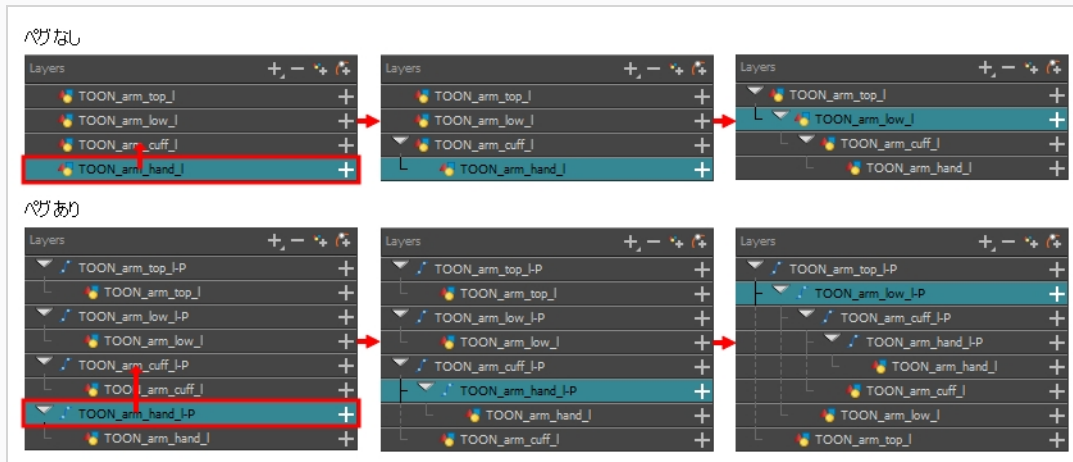 ペグなし
Layers
TOON_arm_top_l
TOON_arm_low_l
TOON_arm_cuff_l
TOON_arm_hand_l
Layers
TOON_arm_top_l
TOON_arm_low_l
TOON_arm_cuff_l
TOON_arm_hand_l
Layers
TOON_arm_top_l
TOON_arm_low_l
TOON_arm_cuff_l
TOON_arm_hand_l
ペグあり
Layers
TOON_arm_top_l-P
TOON_arm_top_l
TOON_arm_low_l-P
TOON_arm_low_l
TOON_arm_cuff_l-P
TOON_arm_cuff_l
TOON_arm_hand_l-P
TOON_arm_hand_l
Layers
TOON_arm_top_l-P
TOON_arm_top_l
TOON_arm_low_l-P
TOON_arm_low_l
TOON_arm_cuff_l-P
TOON_arm_hand_l-P
TOON_arm_hand_l
TOON_arm_cuff_l
Layers
TOON_arm_top_l-P
TOON_arm_low_l-P
TOON_arm_cuff_l-P
TOON_arm_hand_l-P
TOON_arm_hand_l
TOON_arm_cuff_l
TOON_arm_low_l
TOON_arm_top_l